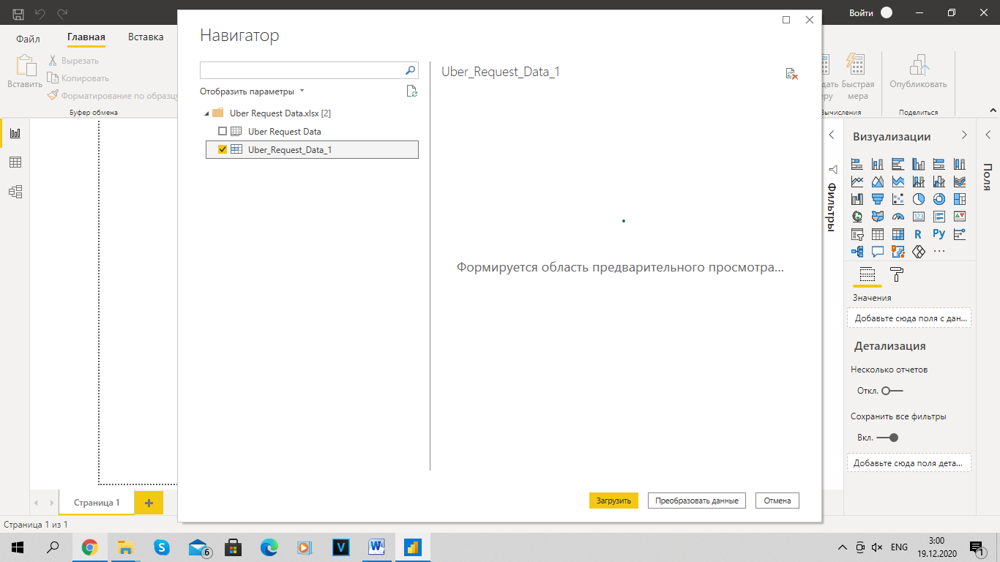 Войти
Файл
Главная
Вставка
Вставить
Вырезать
Копировать
Форматирование по образцу
Буфер обмена
Быстрая
мера
Опубликовать
Поделиться
Навигатор
Отобразить параметры
Uber Request Data.xlsx [2]
Uber Request Data
Uber_Request_Data_1
Uber_Request_Data_1
Формируется область предварительного просмотра...
Загрузить
Преобразовать данные
Отмена
Фильтры
Визуализации
123
R
Py
...
Значения
Добавьте сюда поля с дан...
Детализация
Несколько отчетов
Откл.
Сохранить все фильтры
Вкл.
Добавьте сюда поля дета...
Поля
Страница 1
Страница 1 из 1
6
ENG
3:00
19.12.2020
1